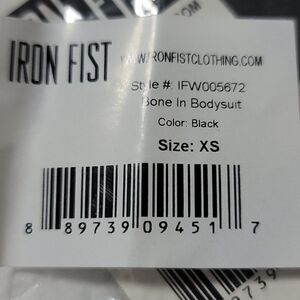 IRON FIST
WWW.IRONFISTCLOTHING.COM
Style #: IFW005672
Bone In Bodysuit
Color: Black
Size: XS
8 89739 09451 7